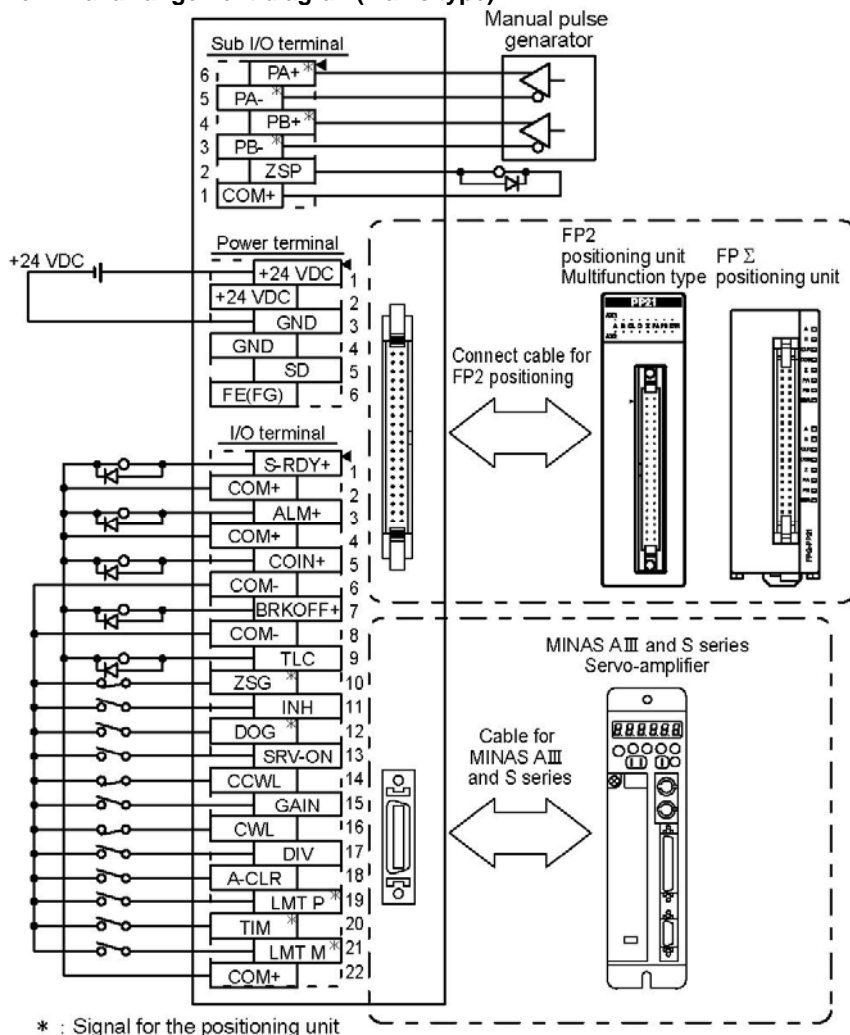 Manual pulse
genarator
Sub I/O terminal
6 PA+ *
5 PA- *
4 PB+ *
3 PB- *
2 ZSP
1 COM+
Power terminal
+24 VDC
+24 VDC 1
+24 VDC 2
GND 3
GND 4
SD 5
FE(FG) 6
I/O terminal
S-RDY+ 1
COM+ 2
ALM+ 3
COM+ 4
COIN+ 5
COM- 6
BRKOFF+ 7
COM- 8
TLC 9
ZSG * 10
INH 11
DOG * 12
SRV-ON 13
CCWL 14
GAIN 15
CWL 16
DIV 17
A-CLR 18
LMT P * 19
TIM * 20
LMT M * 21
COM+ 22
FP2
positioning unit
Multifunction type
PP21
FPΣ
positioning unit
Connect cable for
FP2 positioning
MINAS AⅢ and S series
Servo-amplifier
Cable for
MINAS AⅢ
and S series
* : Signal for the positioning unit